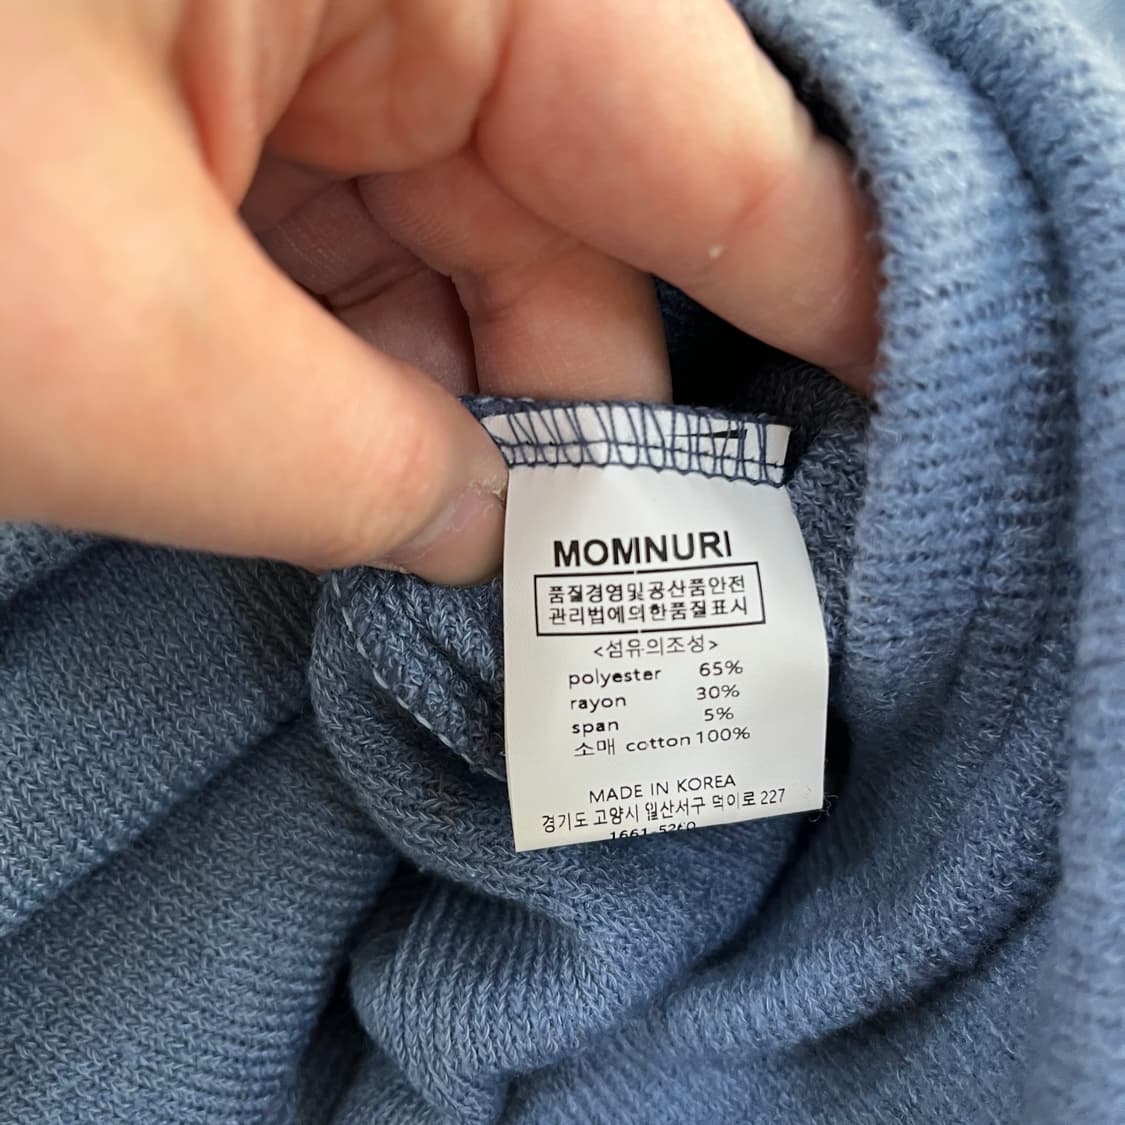 MOMNURI
품질경영및공산품안전
관리법에의한품질표시
<섬유의조성>
polyester 65%
rayon 30%
span 5%
소매 cotton 100%
MADE IN KOREA
경기도 고양시 일산서구 덕이로 227